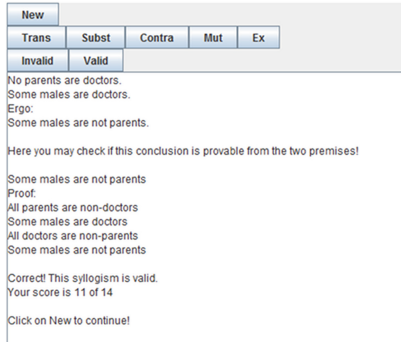 New
Trans Subst Contra Mut Ex
Invalid Valid
No parents are doctors.
Some males are doctors.
Ergo:
Some males are not parents.
Here you may check if this conclusion is provable from the two premises!
Some males are not parents
Proof:
All parents are non-doctors
Some males are doctors
All doctors are non-parents
Some males are not parents
Correct! This syllogism is valid.
Your score is 11 of 14
Click on New to continue!